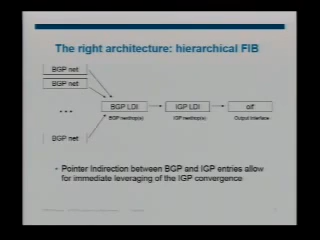 The right architecture: hierarchical FIB
BGP net
BGP net
...
BGP LDI
IGP LDI
oif
BGP nexthop(s)
IGP nexthop(s)
Output Interface
BGP net
• Pointer Indirection between BGP and IGP entries allow
for immediate leveraging of the IGP convergence